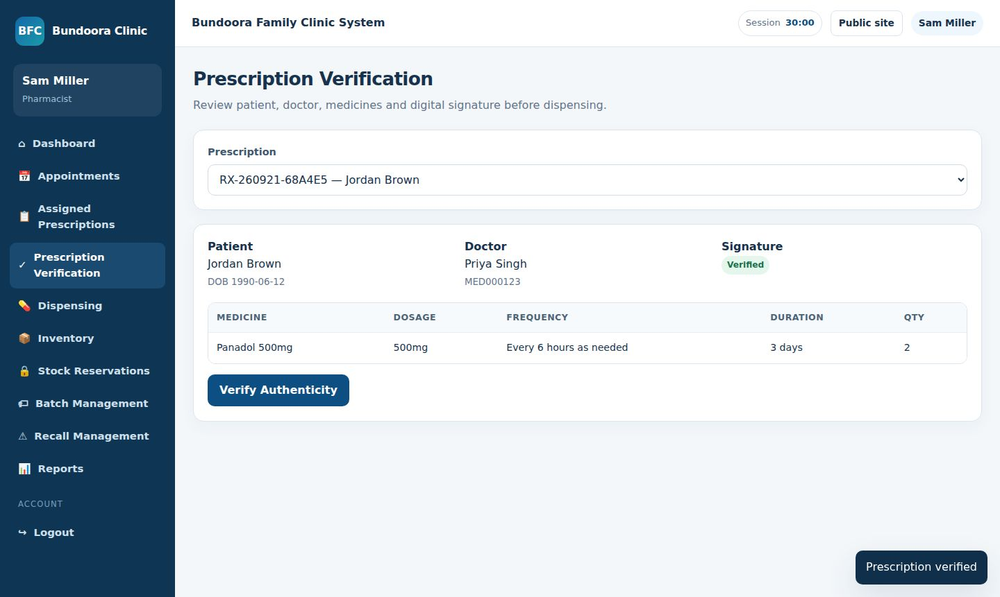 BFC Bundoora Clinic
Sam Miller
Pharmacist
Dashboard
Appointments
Assigned
Prescriptions
Prescription
Verification
Dispensing
Inventory
Stock Reservations
Batch Management
Recall Management
Reports
ACCOUNT
Logout
Bundoora Family Clinic System
Session 30:00
Public site
Sam Miller
Prescription Verification
Review patient, doctor, medicines and digital signature before dispensing.
Prescription
RX-260921-68A4E5 — Jordan Brown
Patient Doctor Signature
Jordan Brown Priya Singh Verified
DOB 1990-06-12 MED000123
MEDICINE DOSAGE FREQUENCY DURATION QTY
Panadol 500mg 500mg Every 6 hours as needed 3 days 2
Verify Authenticity
Prescription verified